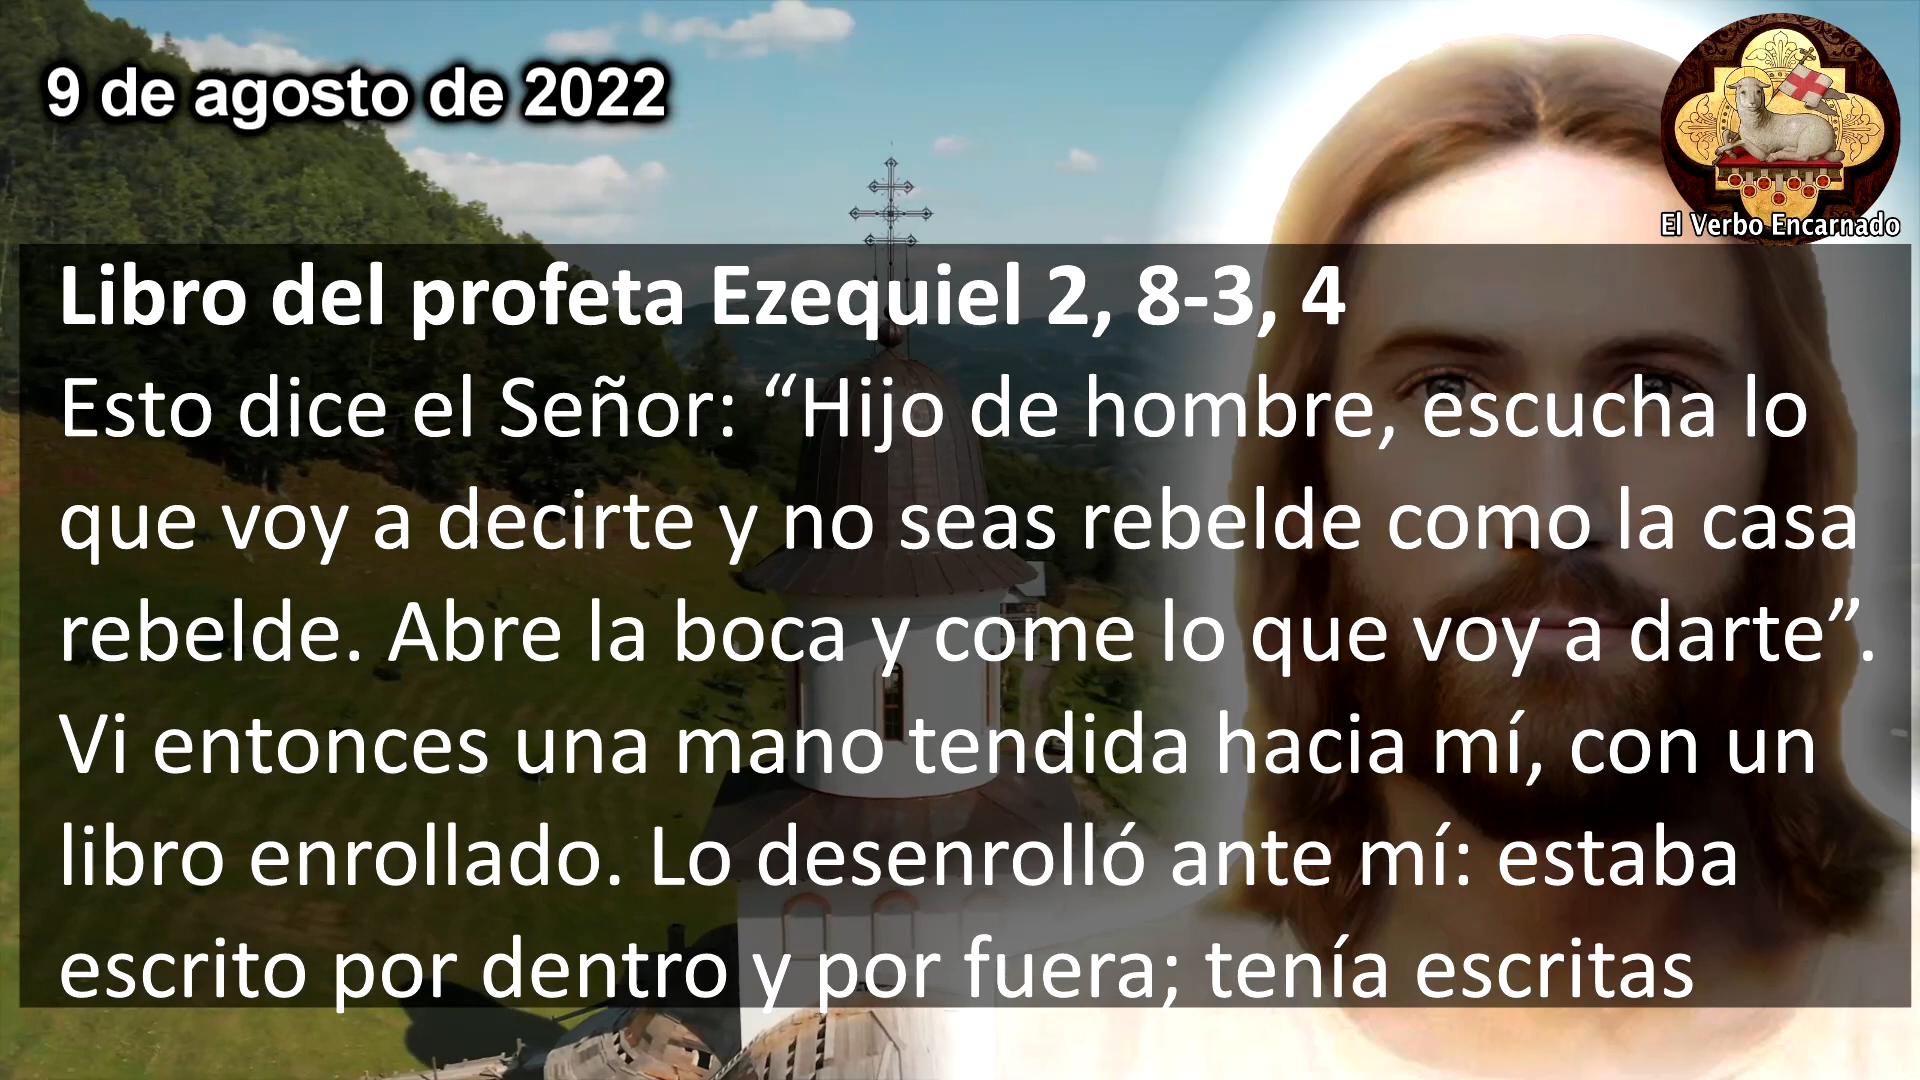 9 de agosto de 2022
El Verbo Encarnado
Libro del profeta Ezequiel 2, 8-3, 4
Esto dice el Señor: “Hijo de hombre, escucha lo
que voy a decirte y no seas rebelde como la casa
rebelde. Abre la boca y come lo que voy a darte”.
Vi entonces una mano tendida hacia mí, con un
libro enrollado. Lo desenrolló ante mí: estaba
escrito por dentro y por fuera; tenía escritas